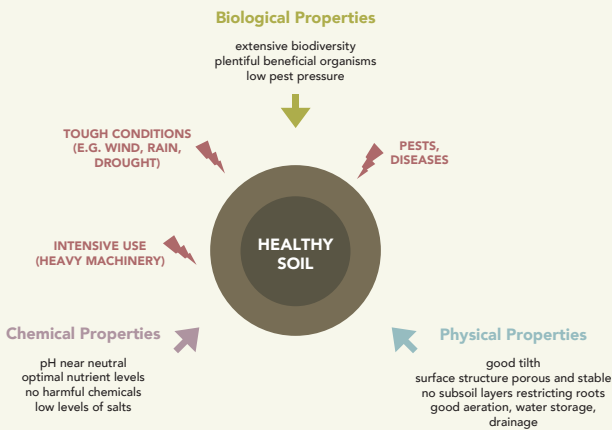 Biological Properties
extensive biodiversity
plentiful beneficial organisms
low pest pressure
TOUGH CONDITIONS
(E.G. WIND, RAIN,
DROUGHT)
PESTS,
DISEASES
INTENSIVE USE
(HEAVY MACHINERY)
HEALTHY
SOIL
Chemical Properties
pH near neutral
optimal nutrient levels
no harmful chemicals
low levels of salts
Physical Properties
good tilth
surface structure porous and stable
no subsoil layers restricting roots
good aeration, water storage,
drainage